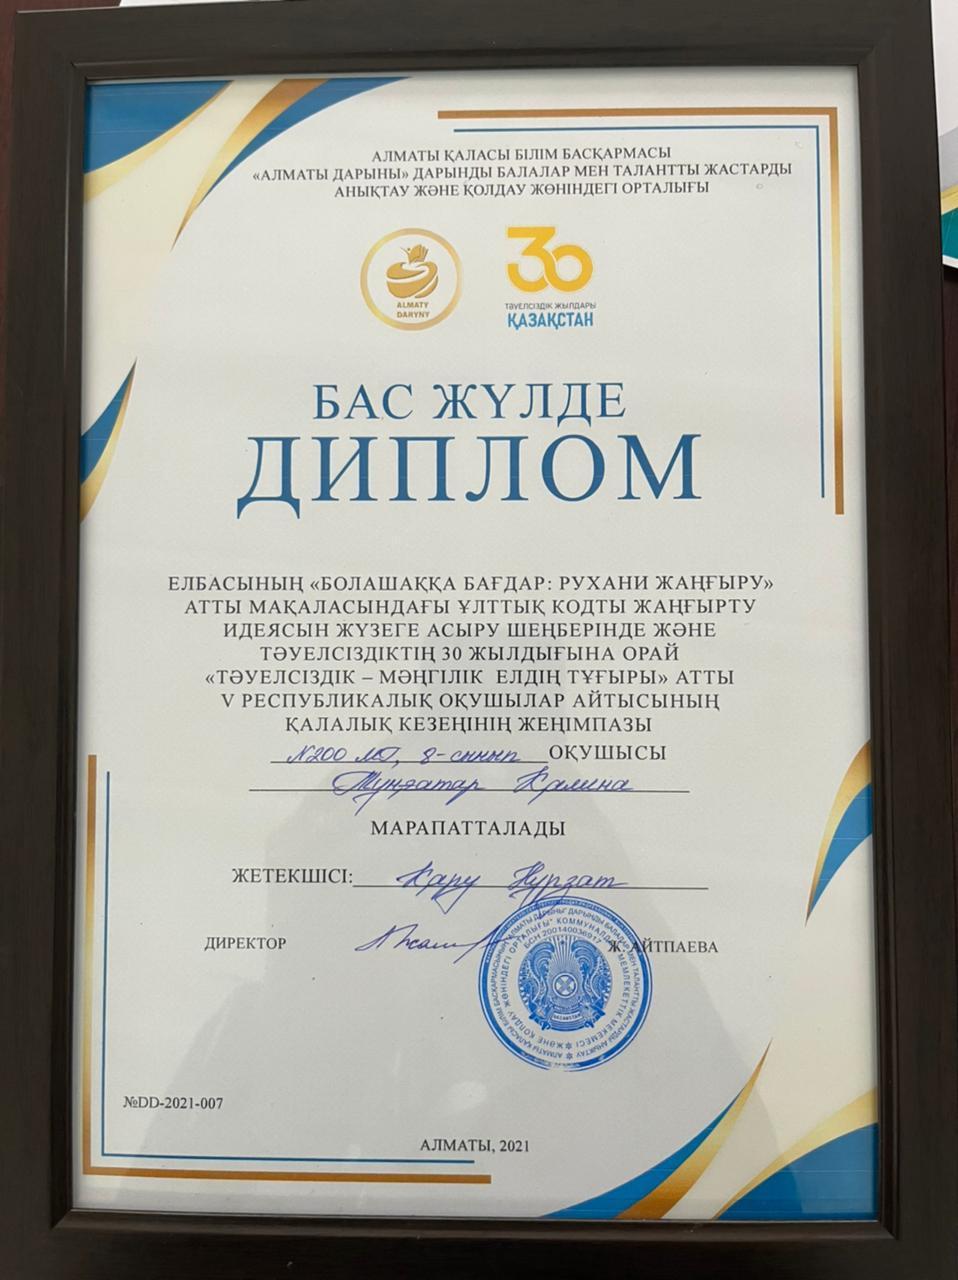 АЛМАТЫ ҚАЛАСЫ БІЛІМ БАСҚАРМАСЫ
«АЛМАТЫ ДАРЫНЫ» ДАРЫНДЫ БАЛАЛАР МЕН ТАЛАНТТЫ ЖАСТАРДЫ
АНЫҚТАУ ЖӘНЕ ҚОЛДАУ ЖӨНІНДЕГІ ОРТАЛЫҒЫ
ALMATY
DARYNY
30
ТӘУЕЛСІЗДІК ЖЫЛДАРЫ
ҚАЗАҚСТАН
БАС ЖҮЛДЕ
ДИПЛОМ
ЕЛБАСЫНЫҢ «БОЛАШАҚҚА БАҒДАР: РУХАНИ ЖАҢҒЫРУ»
АТТЫ МАҚАЛАСЫНДАҒЫ ҰЛТТЫҚ КОДТЫ ЖАҢҒЫРТУ
ИДЕЯСЫН ЖҮЗЕГЕ АСЫРУ ШЕҢБЕРІНДЕ ЖӘНЕ
ТӘУЕЛСІЗДІКТІҢ 30 ЖЫЛДЫҒЫНА ОРАЙ
«ТӘУЕЛСІЗДІК – МӘҢГІЛІК ЕЛДІҢ ТҰҒЫРЫ» АТТЫ
V РЕСПУБЛИКАЛЫҚ ОҚУШЫЛАР АЙТЫСЫНЫҢ
ҚАЛАЛЫҚ КЕЗЕҢІНІҢ ЖЕҢІМПАЗЫ
№200 8-сынып ОҚУШЫСЫ
МАРАПАТТАЛАДЫ
ЖЕТЕКШІСІ: Нұрзат
ДИРЕКТОР Ж. АЙТПАЕВА
№DD-2021-007
АЛМАТЫ, 2021